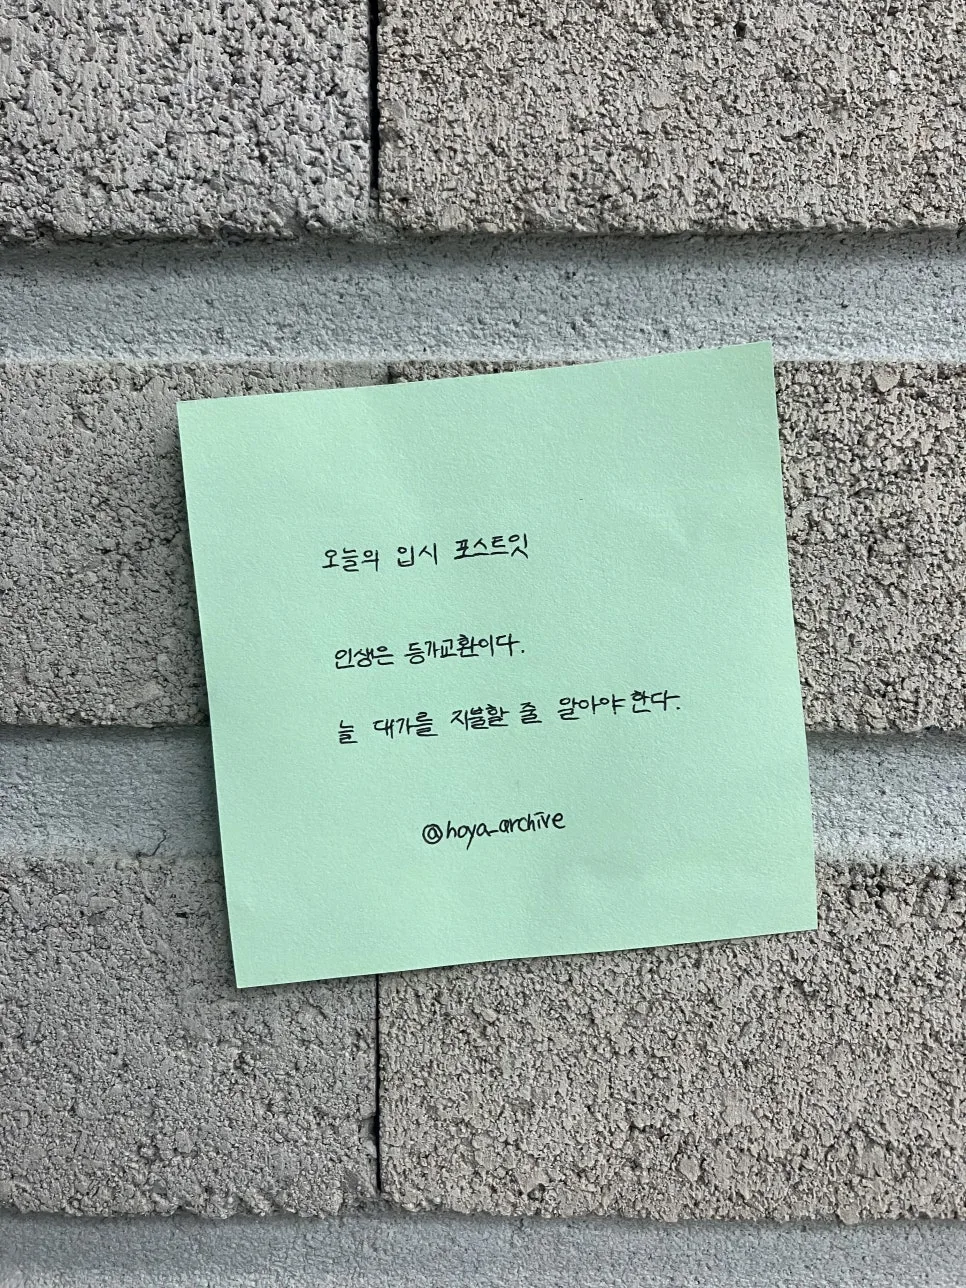 오늘의 입시 포스트잇
인생은 등가교환이다.
늘 대가를 지불할 줄 알아야한다.
@hoya_archive